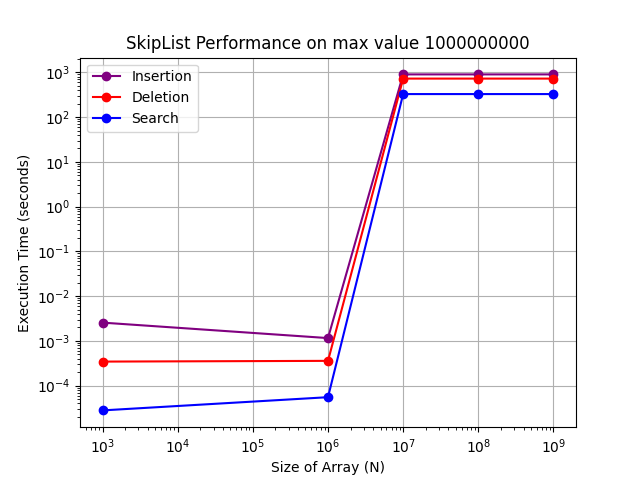 SkipList Performance on max value 1000000000
Insertion
Deletion
Search
Execution Time (seconds)
10³
10²
10¹
10⁰
10⁻¹
10⁻²
10⁻³
10⁻⁴
10³ 10⁴ 10⁵ 10⁶ 10⁷ 10⁸ 10⁹
Size of Array (N)